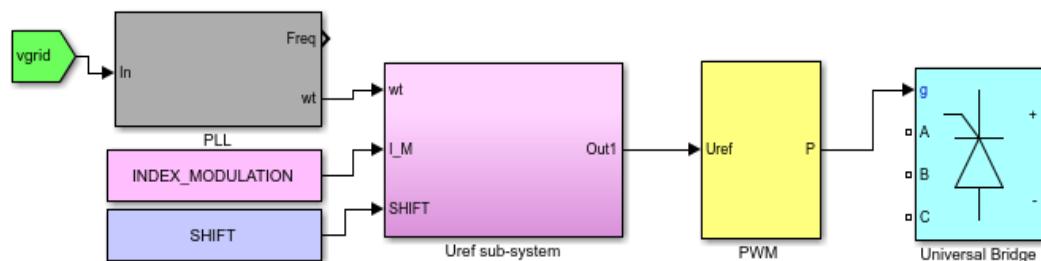 vgrid
In
Freq
wt
PLL
INDEX_MODULATION
SHIFT
wt
I_M
SHIFT
Out1
Uref sub-system
Uref
P
PWM
g
A
B
C
+
-
Universal Bridge